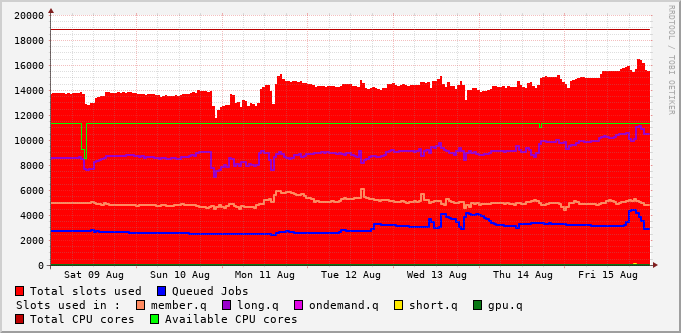 20000
18000
16000
14000
12000
10000
8000
6000
4000
2000
0
Sat 09 Aug Sun 10 Aug Mon 11 Aug Tue 12 Aug Wed 13 Aug Thu 14 Aug Fri 15 Aug
Total slots used Queued Jobs
Slots used in : member.q long.q ondemand.q short.q gpu.q
Total CPU cores Available CPU cores
RRDTOOL / TOBI OETIKER